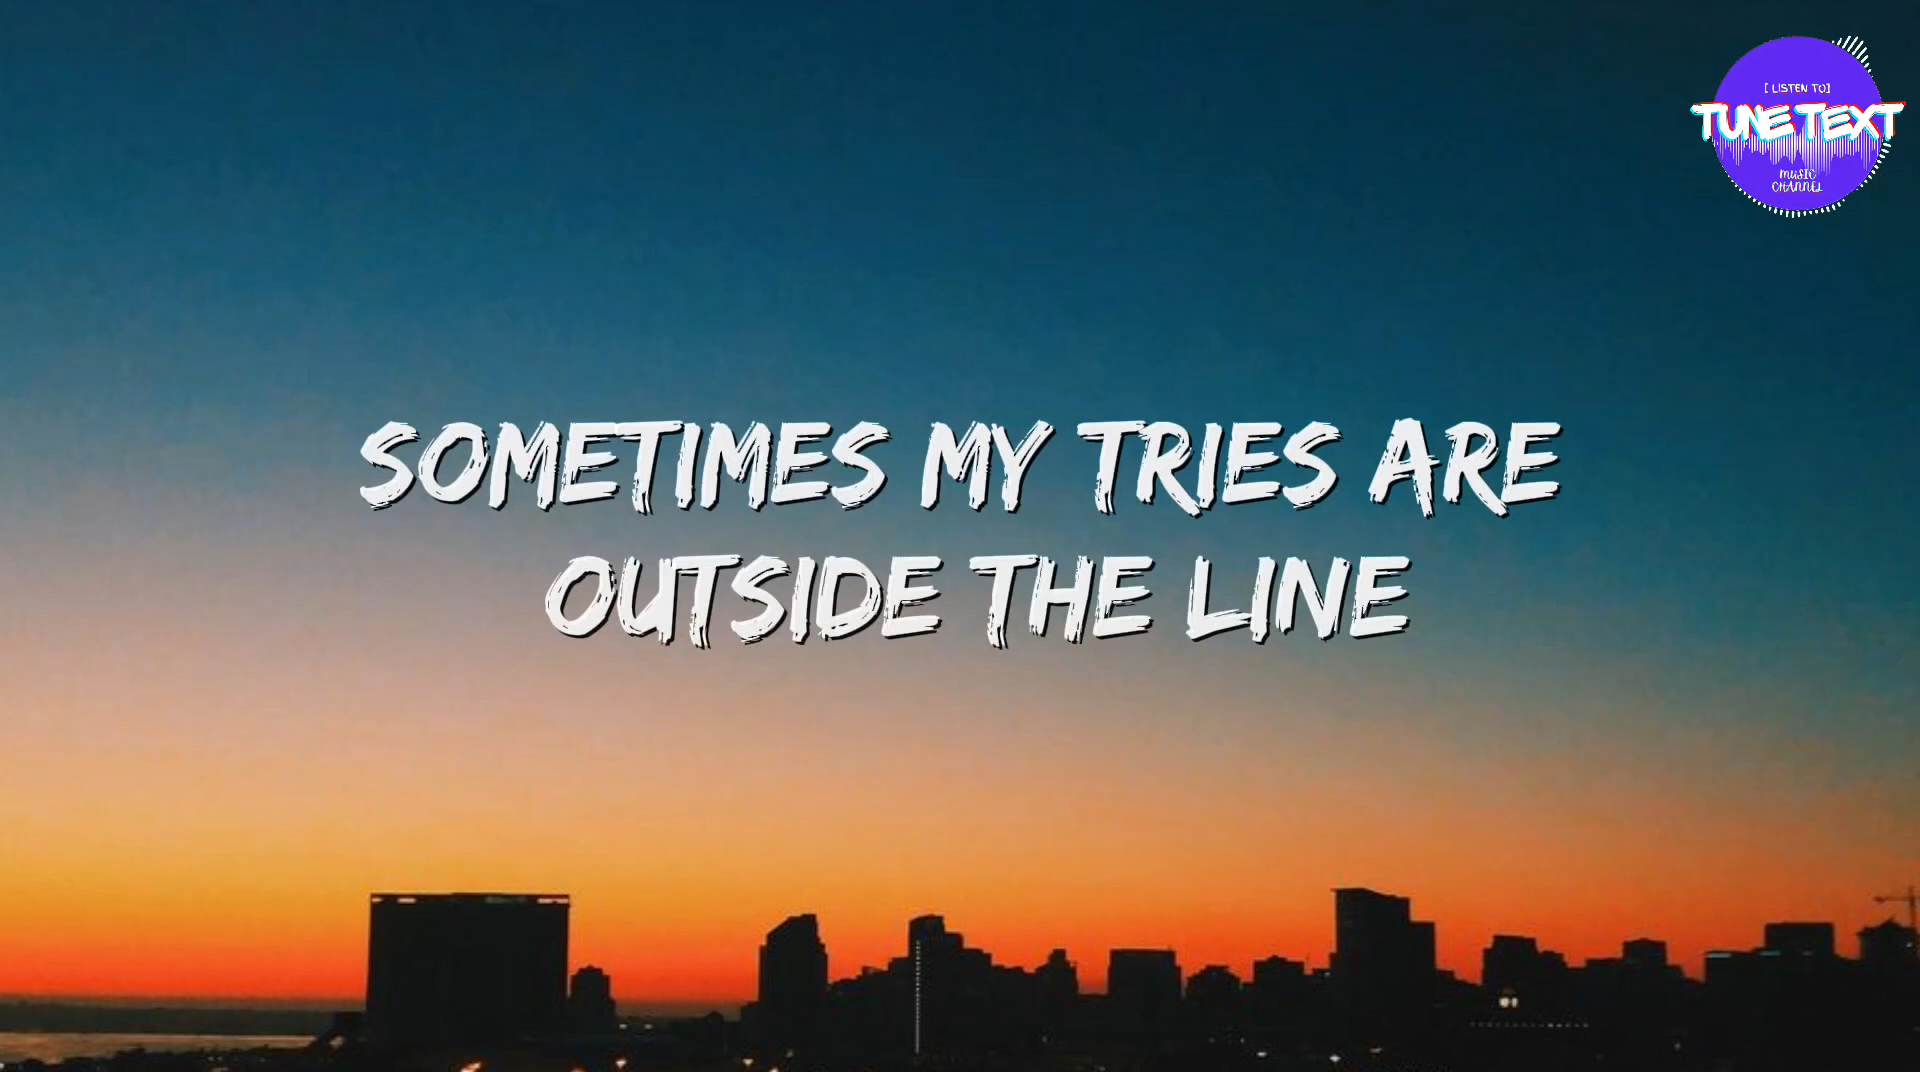 [ LISTEN TO]
TUNE TEXT
MUSIC
CHANNEL
SOMETIMES MY TRIES ARE
OUTSIDE THE LINE